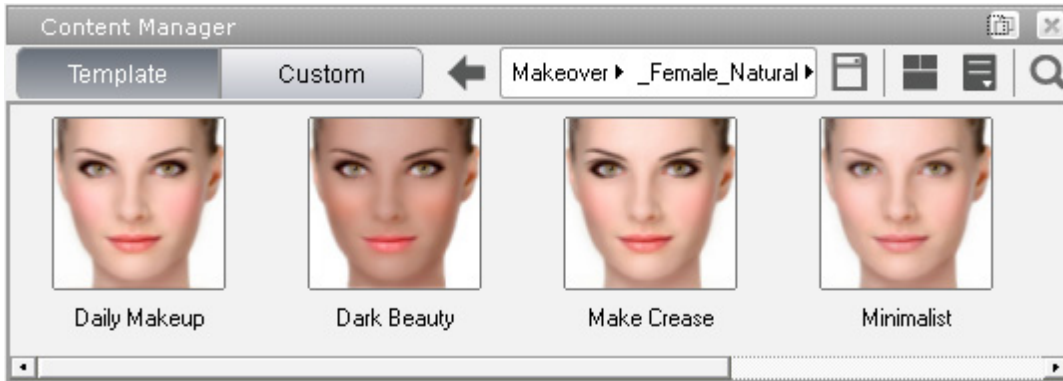 Content Manager
Template Custom Makeover _Female_Natural
Daily Makeup Dark Beauty Make Crease Minimalist